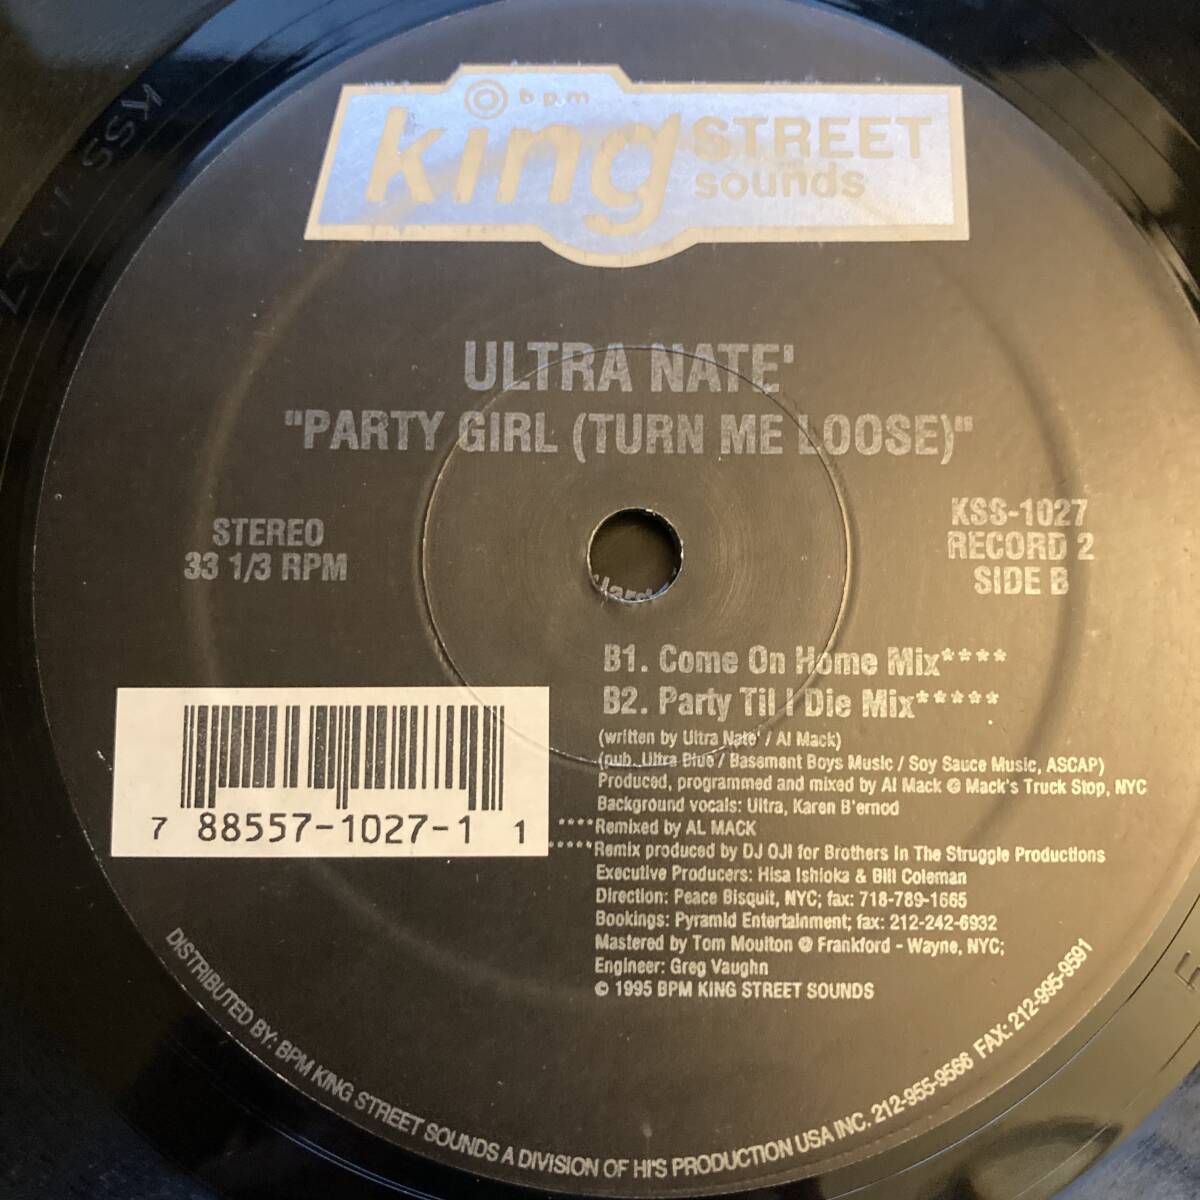 bpm
king STREET
sounds
ULTRA NATE'
"PARTY GIRL (TURN ME LOOSE)"
STEREO
33 1/3 RPM
KSS-1027
RECORD 2
SIDE B
B1. Come On Home Mix****
B2. Party Til I Die Mix*****
(written by Ultra Nate' / Al Mack)
(pub. Ultra Blue / Basement Boys Music / Soy Sauce Music, ASCAP)
Produced, programmed and mixed by Al Mack @ Mack's Truck Stop, NYC
Background vocals: Ultra, Karen B'ernod
****Remixed by AL MACK
*****Remix produced by DJ OJI for Brothers In The Struggle Productions
Executive Producers: Hisa Ishioka & Bill Coleman
Direction: Peace Bisquit, NYC; fax: 718-789-1665
Bookings: Pyramid Entertainment; fax: 212-242-6932
Mastered by Tom Moulton @ Frankford - Wayne, NYC;
Engineer: Greg Vaughn
© 1995 BPM KING STREET SOUNDS
7 88557-1027-1 1
DISTRIBUTED BY: BPM KING STREET SOUNDS A DIVISION OF HI'S PRODUCTION USA INC. 212-955-9566 FAX: 212-995-9591
KSS